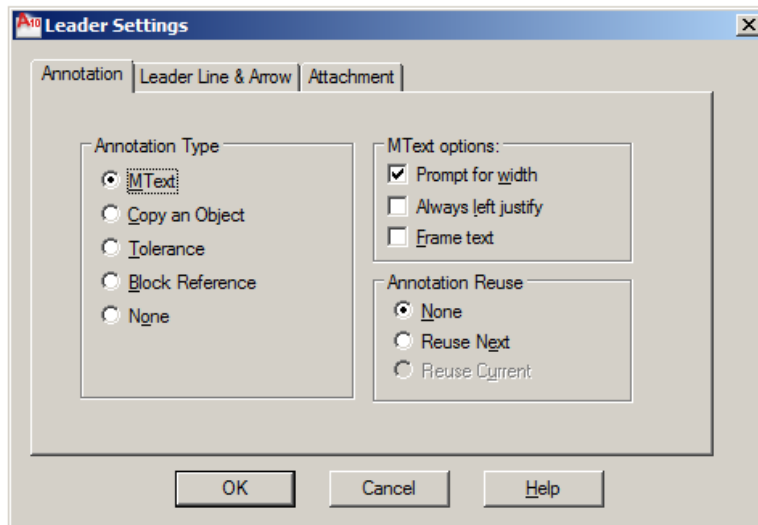 A10 Leader Settings
Annotation Leader Line & Arrow Attachment
Annotation Type
MText
Copy an Object
Tolerance
Block Reference
None
MText options:
Prompt for width
Always left justify
Frame text
Annotation Reuse
None
Reuse Next
Reuse Current
OK Cancel Help